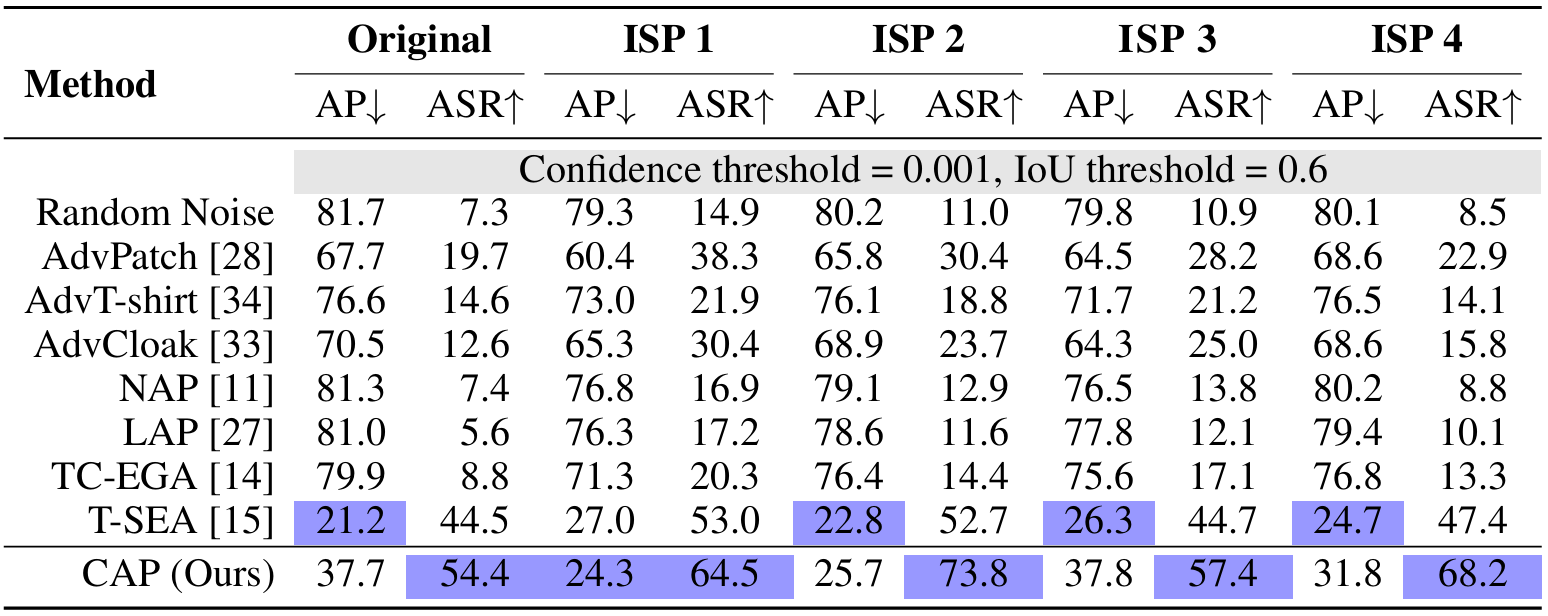 Method Original ISP 1 ISP 2 ISP 3 ISP 4
AP↓ ASR↑ AP↓ ASR↑ AP↓ ASR↑ AP↓ ASR↑ AP↓ ASR↑
Confidence threshold = 0.001, IoU threshold = 0.6
Random Noise 81.7 7.3 79.3 14.9 80.2 11.0 79.8 10.9 80.1 8.5
AdvPatch [28] 67.7 19.7 60.4 38.3 65.8 30.4 64.5 28.2 68.6 22.9
AdvT-shirt [34] 76.6 14.6 73.0 21.9 76.1 18.8 71.7 21.2 76.5 14.1
AdvCloak [33] 70.5 12.6 65.3 30.4 68.9 23.7 64.3 25.0 68.6 15.8
NAP [11] 81.3 7.4 76.8 16.9 79.1 12.9 76.5 13.8 80.2 8.8
LAP [27] 81.0 5.6 76.3 17.2 78.6 11.6 77.8 12.1 79.4 10.1
TC-EGA [14] 79.9 8.8 71.3 20.3 76.4 14.4 75.6 17.1 76.8 13.3
T-SEA [15] 21.2 44.5 27.0 53.0 22.8 52.7 26.3 44.7 24.7 47.4
CAP (Ours) 37.7 54.4 24.3 64.5 25.7 73.8 37.8 57.4 31.8 68.2